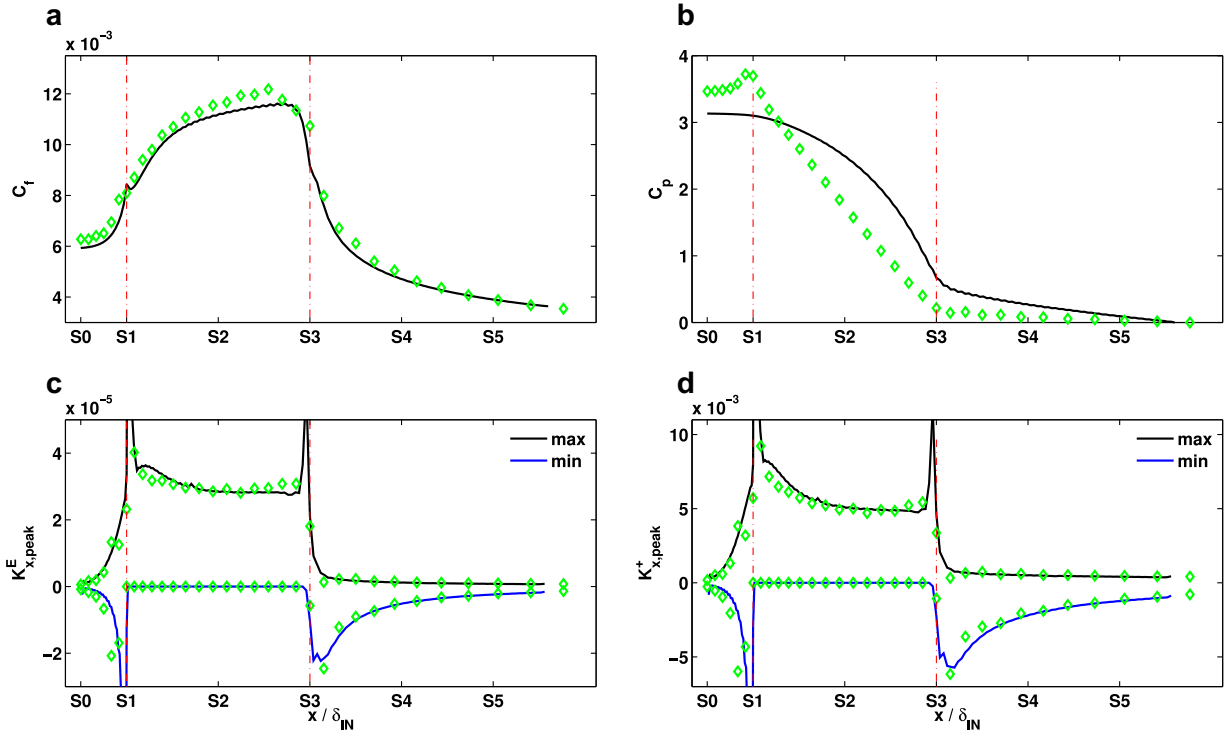 a
x 10⁻³
12
10
8
6
4
C_f
S0 S1 S2 S3 S4 S5
b
4
3
2
1
0
C_p
S0 S1 S2 S3 S4 S5
c
x 10⁻⁵
4
2
0
−2
K^E_x,peak
max
min
S0 S1 S2 S3 S4 S5
x / δ_IN
d
x 10⁻³
10
5
0
−5
K^+_x,peak
max
min
S0 S1 S2 S3 S4 S5
x / δ_IN